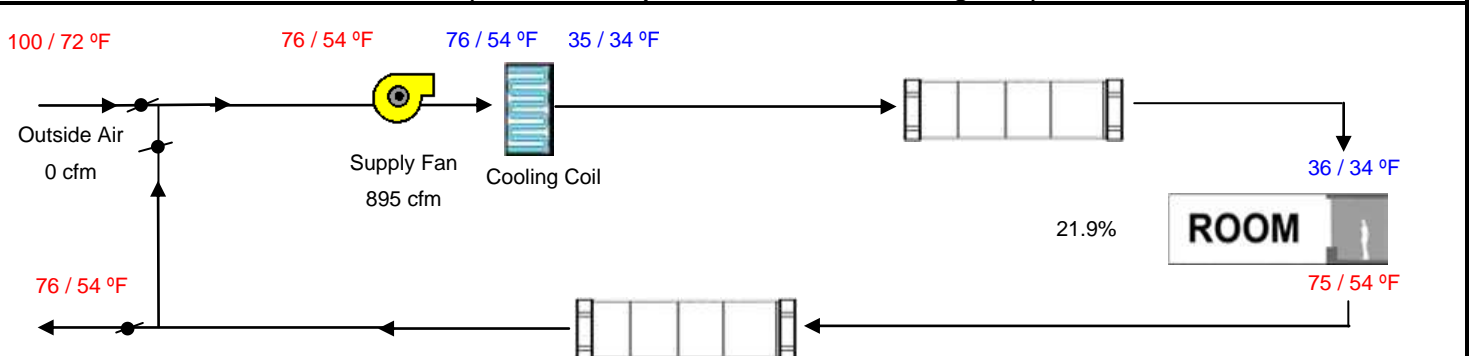 100 / 72 ºF
76 / 54 ºF
76 / 54 ºF
35 / 34 ºF
Outside Air
0 cfm
Supply Fan
895 cfm
Cooling Coil
36 / 34 ºF
21.9%
ROOM
76 / 54 ºF
75 / 54 ºF